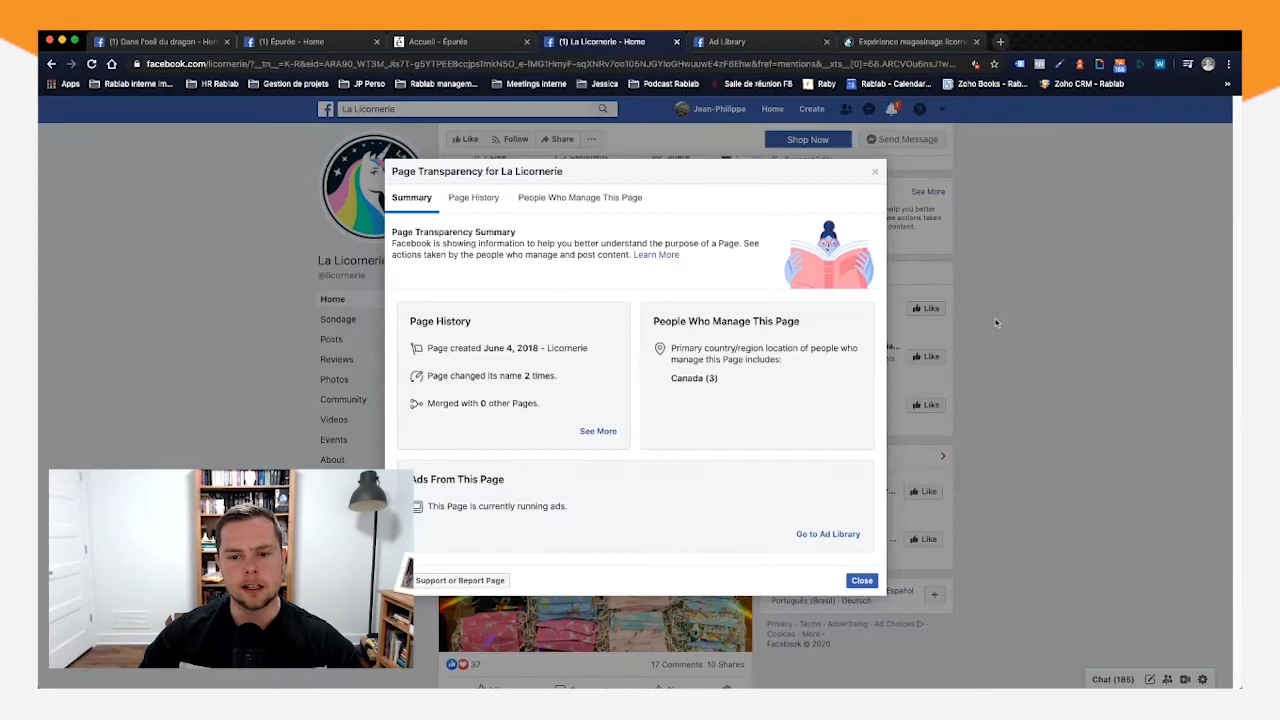 (1) Dans l'oeil du dragon - Ho
(1) Épurée - Home
Accueil - Épurée
(1) La Licornerie - Home
Ad Library
Expérience magasinage licorn
Apps
Rablab interne im...
HR Rablab
Gestion de projets
JP Perso
Rablab managem...
Meetings interne
Jessica
Podcast Rablab
Salle de réunion F6
Raby
Rablab - Calendar...
Zoho Books - Rab...
Zoho CRM - Rablab
La Licornerie
Jean-Philippe
Home
Create
Like
Follow
Share
Shop Now
Send Message
Page Transparency for La Licornerie
Summary
Page History
People Who Manage This Page
See More
Page Transparency Summary
Facebook is showing information to help you better understand the purpose of a Page. See
actions taken by the people who manage and post content. Learn More
La Licornerie
@licornerie
Home
Sondage
Posts
Reviews
Photos
Community
Videos
Events
About
Page History
Page created June 4, 2018 - Licornerie
Page changed its name 2 times.
Merged with 0 other Pages.
See More
People Who Manage This Page
Primary country/region location of people who
manage this Page includes:
Canada (3)
Like
Like
Like
Ads From This Page
This Page is currently running ads.
Go to Ad Library
Like
Like
Support or Report Page
Close
Español
Português (Brasil) · Deutsch
Privacy · Terms · Advertising · Ad Choices
Cookies · More
Facebook © 2020
37
17 Comments 10 Shares
Chat (185)